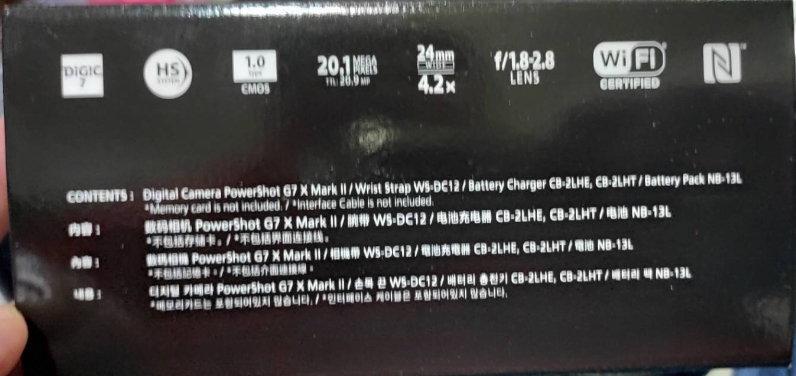 DIGIC 7
HS SYSTEM
1.0 Type CMOS
20.1 MEGA PIXELS
TTL. 20.9 MP
24mm WIDE
4.2x
f/1.8-2.8 LENS
Wi Fi CERTIFIED
N
CONTENTS : Digital Camera PowerShot G7 X Mark II / Wrist Strap WS-DC12 / Battery Charger CB-2LHE, CB-2LHT / Battery Pack NB-13L
*Memory card is not included. / *Interface Cable is not included.
内容 : 数码相机 PowerShot G7 X Mark II / 腕带 WS-DC12 / 电池充电器 CB-2LHE, CB-2LHT / 电池 NB-13L
*不包括存储卡。/ *不包括界面连接线。
內容 : 數碼相機 PowerShot G7 X Mark II / 相機帶 WS-DC12 / 電池充電器 CB-2LHE, CB-2LHT / 電池 NB-13L
*不包括記憶卡。/ *不包括介面連接線。
내용 : 디지털 카메라 PowerShot G7 X Mark II / 손목 끈 WS-DC12 / 배터리 충전기 CB-2LHE, CB-2LHT / 배터리 팩 NB-13L
*메모리카드는 포함되어있지 않습니다. / *인터페이스 케이블은 포함되어있지 않습니다.